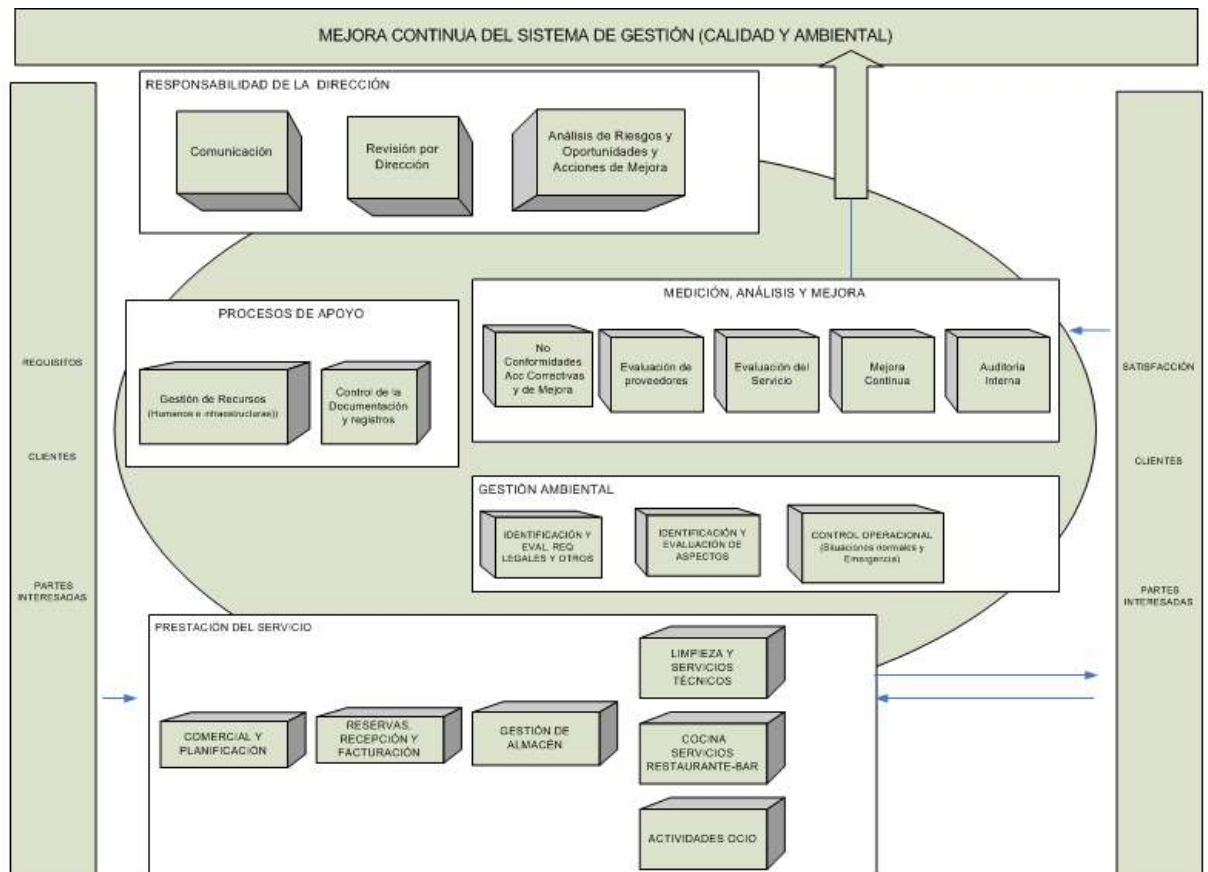 MEJORA CONTINUA DEL SISTEMA DE GESTIÓN (CALIDAD Y AMBIENTAL)
RESPONSABILIDAD DE LA DIRECCIÓN
Comunicación
Revisión por
Dirección
Análisis de Riesgos y
Oportunidades y
Acciones de Mejora
REQUISITOS
CLIENTES
PARTES
INTERESADAS
PROCESOS DE APOYO
Gestión de Recursos
(Humanos e infraestructuras))
Control de la
Documentación
y registros
MEDICIÓN, ANÁLISIS Y MEJORA
No
Conformidades
Acc Correctivas
y de Mejora
Evaluación de
proveedores
Evaluación del
Servicio
Mejora
Continua
Auditoría
Interna
GESTIÓN AMBIENTAL
IDENTIFICACIÓN Y
EVAL. REQ
LEGALES Y OTROS
IDENTIFICACIÓN Y
EVALUACIÓN DE
ASPECTOS
CONTROL OPERACIONAL
(Situaciones normales y
Emergencia)
PRESTACIÓN DEL SERVICIO
COMERCIAL Y
PLANIFICACIÓN
RESERVAS,
RECEPCIÓN Y
FACTURACIÓN
GESTIÓN DE
ALMACÉN
LIMPIEZA Y
SERVICIOS
TÉCNICOS
COCINA
SERVICIOS
RESTAURANTE-BAR
ACTIVIDADES OCIO
SATISFACCIÓN
CLIENTES
PARTES
INTERESADAS